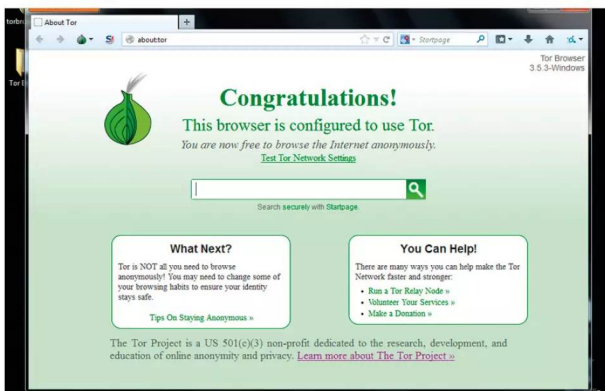 torbro
About Tor
about:tor
Startpage
Tor Browser
3.5.3-Windows
Tor B
Congratulations!
This browser is configured to use Tor.
You are now free to browse the Internet anonymously.
Test Tor Network Settings
Search securely with Startpage.
What Next?
Tor is NOT all you need to browse
anonymously! You may need to change some of
your browsing habits to ensure your identity
stays safe.
Tips On Staying Anonymous »
You Can Help!
There are many ways you can help make the Tor
Network faster and stronger:
• Run a Tor Relay Node »
• Volunteer Your Services »
• Make a Donation »
The Tor Project is a US 501(c)(3) non-profit dedicated to the research, development, and
education of online anonymity and privacy. Learn more about The Tor Project »